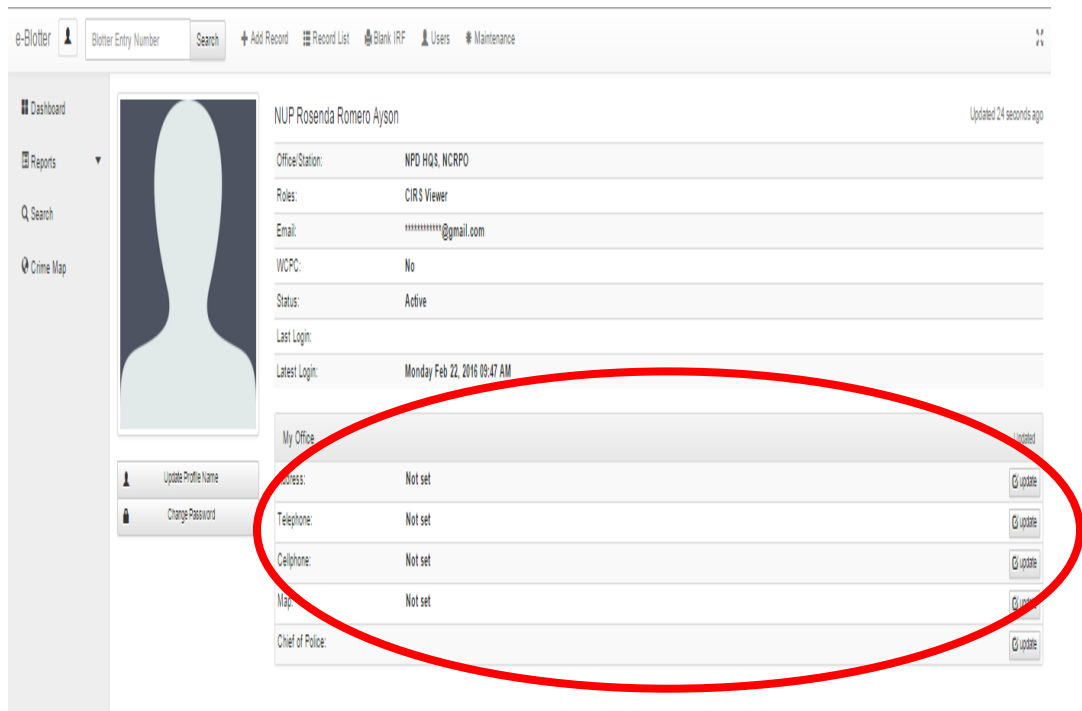 e-Blotter Blotter Entry Number Search Add Record Record List Blank IRF Users Maintenance
Dashboard
Reports
Search
Crime Map
Update Profile Name
Change Password
NUP Rosenda Romero Ayson Updated 24 seconds ago
Office/Station: NPD HQS, NCRPO
Roles: CIRS Viewer
Email: ************@gmail.com
WCPC: No
Status: Active
Last Login:
Latest Login: Monday Feb 22, 2016 09:47 AM
My Office Updated
Address: Not set update
Telephone: Not set update
Cellphone: Not set update
Map: Not set update
Chief of Police: update